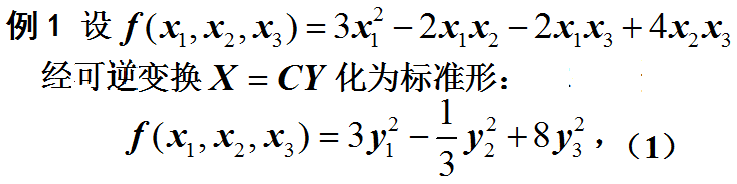 例1 设 f(x₁, x₂, x₃) = 3x₁² − 2x₁x₂ − 2x₁x₃ + 4x₂x₃
经可逆变换 X = CY 化为标准形：
f(x₁, x₂, x₃) = 3y₁² − \frac{1}{3} y₂² + 8y₃²，（1）